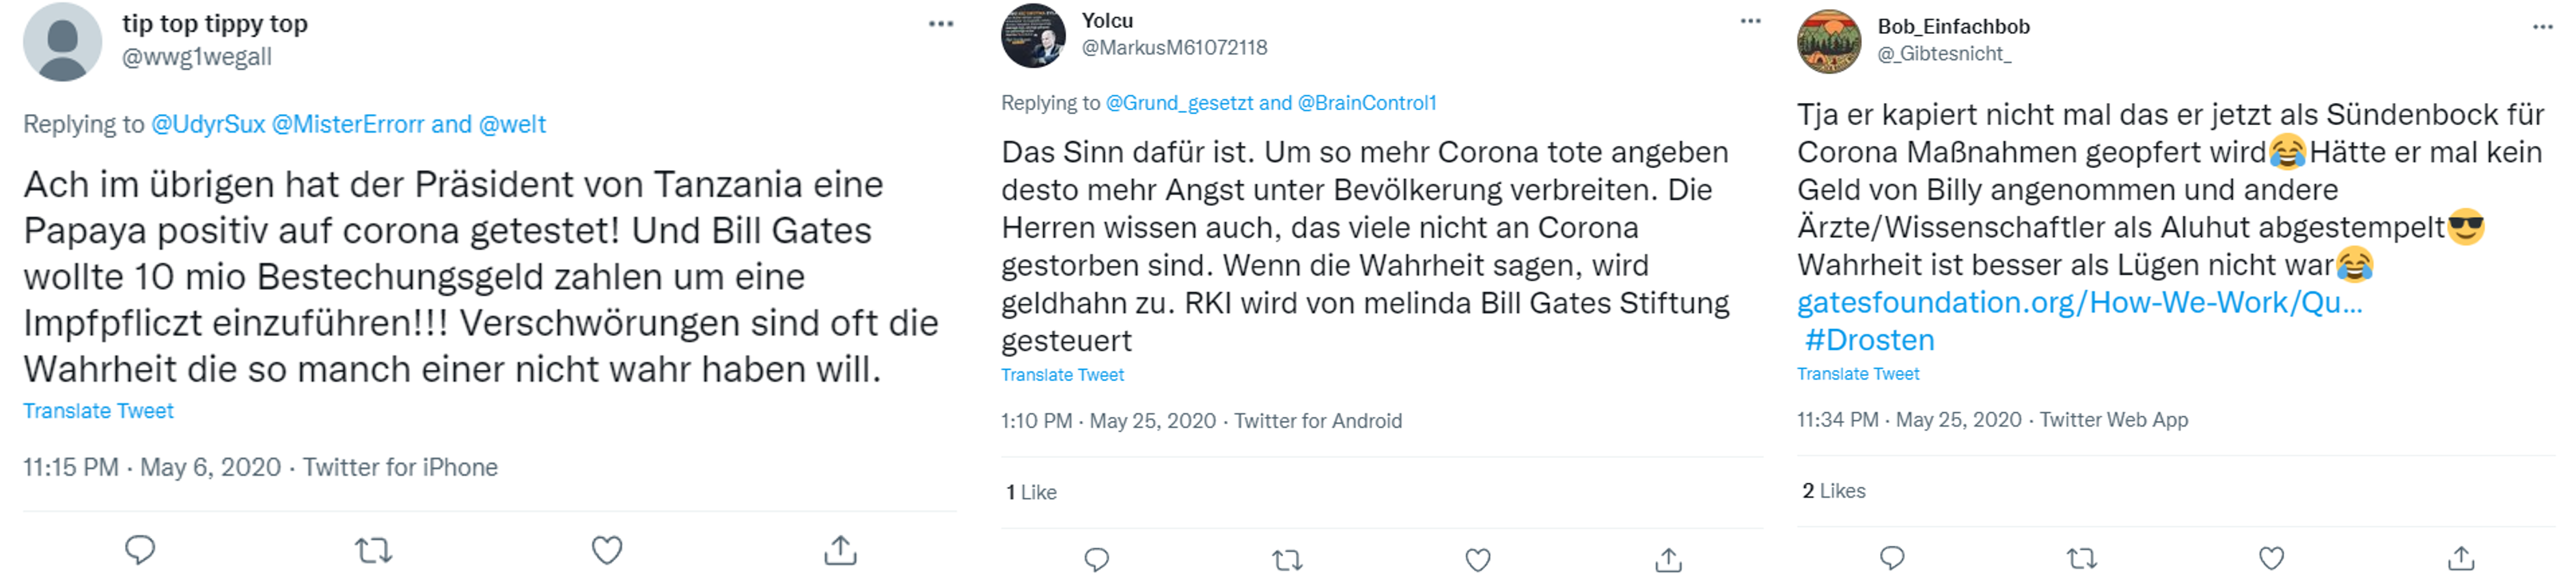 tip top tippy top
@wwg1wegall
Replying to @UdyrSux @MisterErrorr and @welt
Ach im übrigen hat der Präsident von Tanzania eine
Papaya positiv auf corona getestet! Und Bill Gates
wollte 10 mio Bestechungsgeld zahlen um eine
Impfpfliczt einzuführen!!! Verschwörungen sind oft die
Wahrheit die so manch einer nicht wahr haben will.
Translate Tweet
11:15 PM · May 6, 2020 · Twitter for iPhone
Yolcu
@MarkusM61072118
Replying to @Grund_gesetzt and @BrainControl1
Das Sinn dafür ist. Um so mehr Corona tote angeben
desto mehr Angst unter Bevölkerung verbreiten. Die
Herren wissen auch, das viele nicht an Corona
gestorben sind. Wenn die Wahrheit sagen, wird
geldhahn zu. RKI wird von melinda Bill Gates Stiftung
gesteuert
Translate Tweet
1:10 PM · May 25, 2020 · Twitter for Android
1 Like
Bob_Einfachbob
@_Gibtesnicht_
Tja er kapiert nicht mal das er jetzt als Sündenbock für
Corona Maßnahmen geopfert wird😂Hätte er mal kein
Geld von Billy angenommen und andere
Ärzte/Wissenschaftler als Aluhut abgestempelt😎
Wahrheit ist besser als Lügen nicht war😂
gatesfoundation.org/How-We-Work/Qu...
#Drosten
Translate Tweet
11:34 PM · May 25, 2020 · Twitter Web App
2 Likes